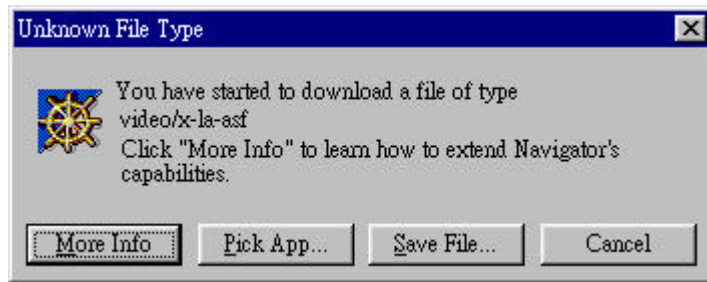 Unknown File Type
You have started to download a file of type
video/x-la-asf
Click "More Info" to learn how to extend Navigator's
capabilities.
More Info Pick App... Save File... Cancel